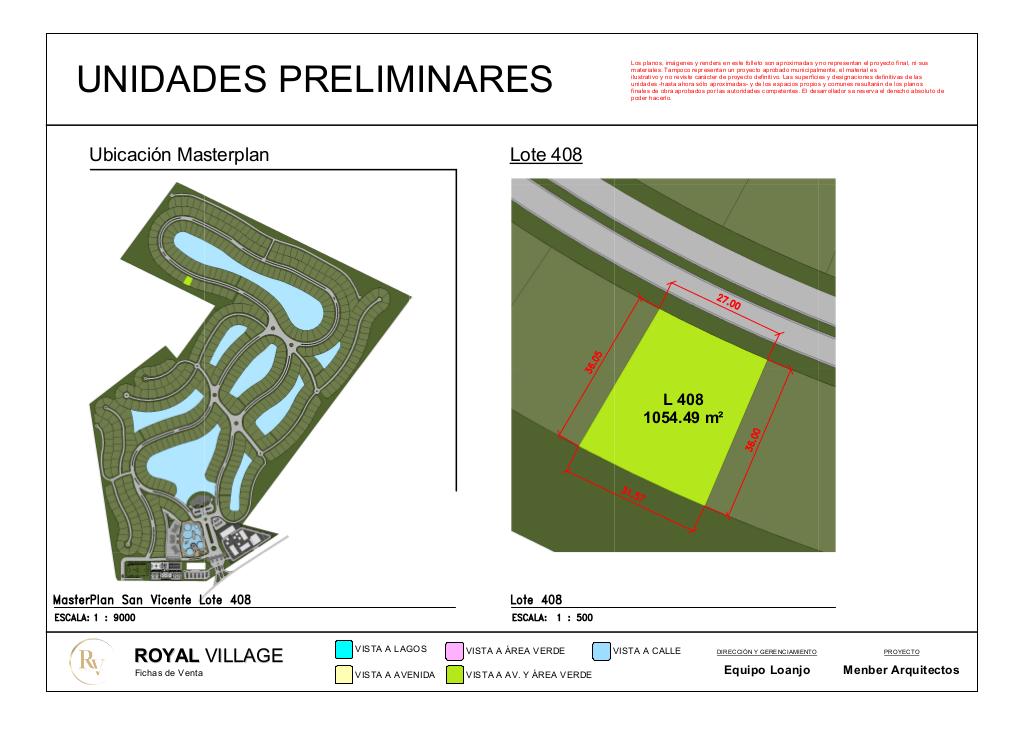 UNIDADES PRELIMINARES
Los planos, imágenes y renders en este folleto son aproximadas y no representan el proyecto final, ni sus
materiales. Tampoco representan un proyecto aprobado municipalmente, el material es
ilustrativo y no reviste carácter de proyecto definitivo. Las superficies y designaciones definitivas de las
unidades -hasta ahora sólo aproximadas- y de los espacios propios y comunes resultarán de los planos
finales de obra aprobados por las autoridades competentes. El desarrollador se reserva el derecho absoluto de
poder hacerlo.
Ubicación Masterplan
Lote 408
27.00
36.05
L 408
1054.49 m²
36.00
31.57
MasterPlan San Vicente Lote 408
ESCALA: 1 : 9000
Lote 408
ESCALA: 1 : 500
RV
ROYAL VILLAGE
Fichas de Venta
VISTA A LAGOS
VISTA A ÁREA VERDE
VISTA A CALLE
VISTA A AVENIDA
VISTA A AV. Y ÁREA VERDE
DIRECCIÓN Y GERENCIAMIENTO
Equipo Loanjo
PROYECTO
Menber Arquitectos